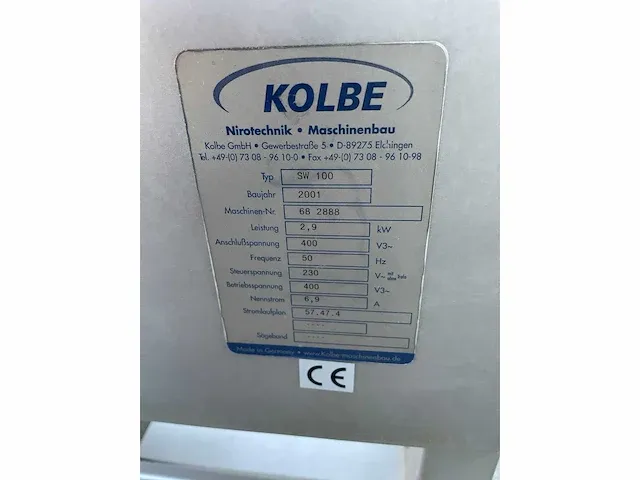 KOLBE
Nirotechnik • Maschinenbau
Kolbe GmbH • Gewerbestraße 5 • D-89275 Elchingen
Tel. +49-(0) 73 08 - 96 10-0 • Fax +49-(0) 73 08 - 96 10-98
Typ SW 100
Baujahr 2001
Maschinen-Nr. 68 2888
Leistung 2,9 kW
Anschlußspannung 400 V3~
Frequenz 50 Hz
Steuerspannung 230 V~
Betriebsspannung 400 V3~
Nennstrom 6,9 A
Stromlaufplan 57.47.4
----
Sägeband ----
Made in Germany • www.kolbe-maschinenbau.de
CE